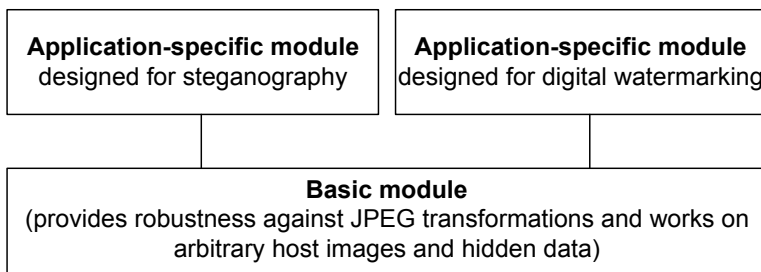 Application-specific module
designed for steganography
Application-specific module
designed for digital watermarking
Basic module
(provides robustness against JPEG transformations and works on
arbitrary host images and hidden data)